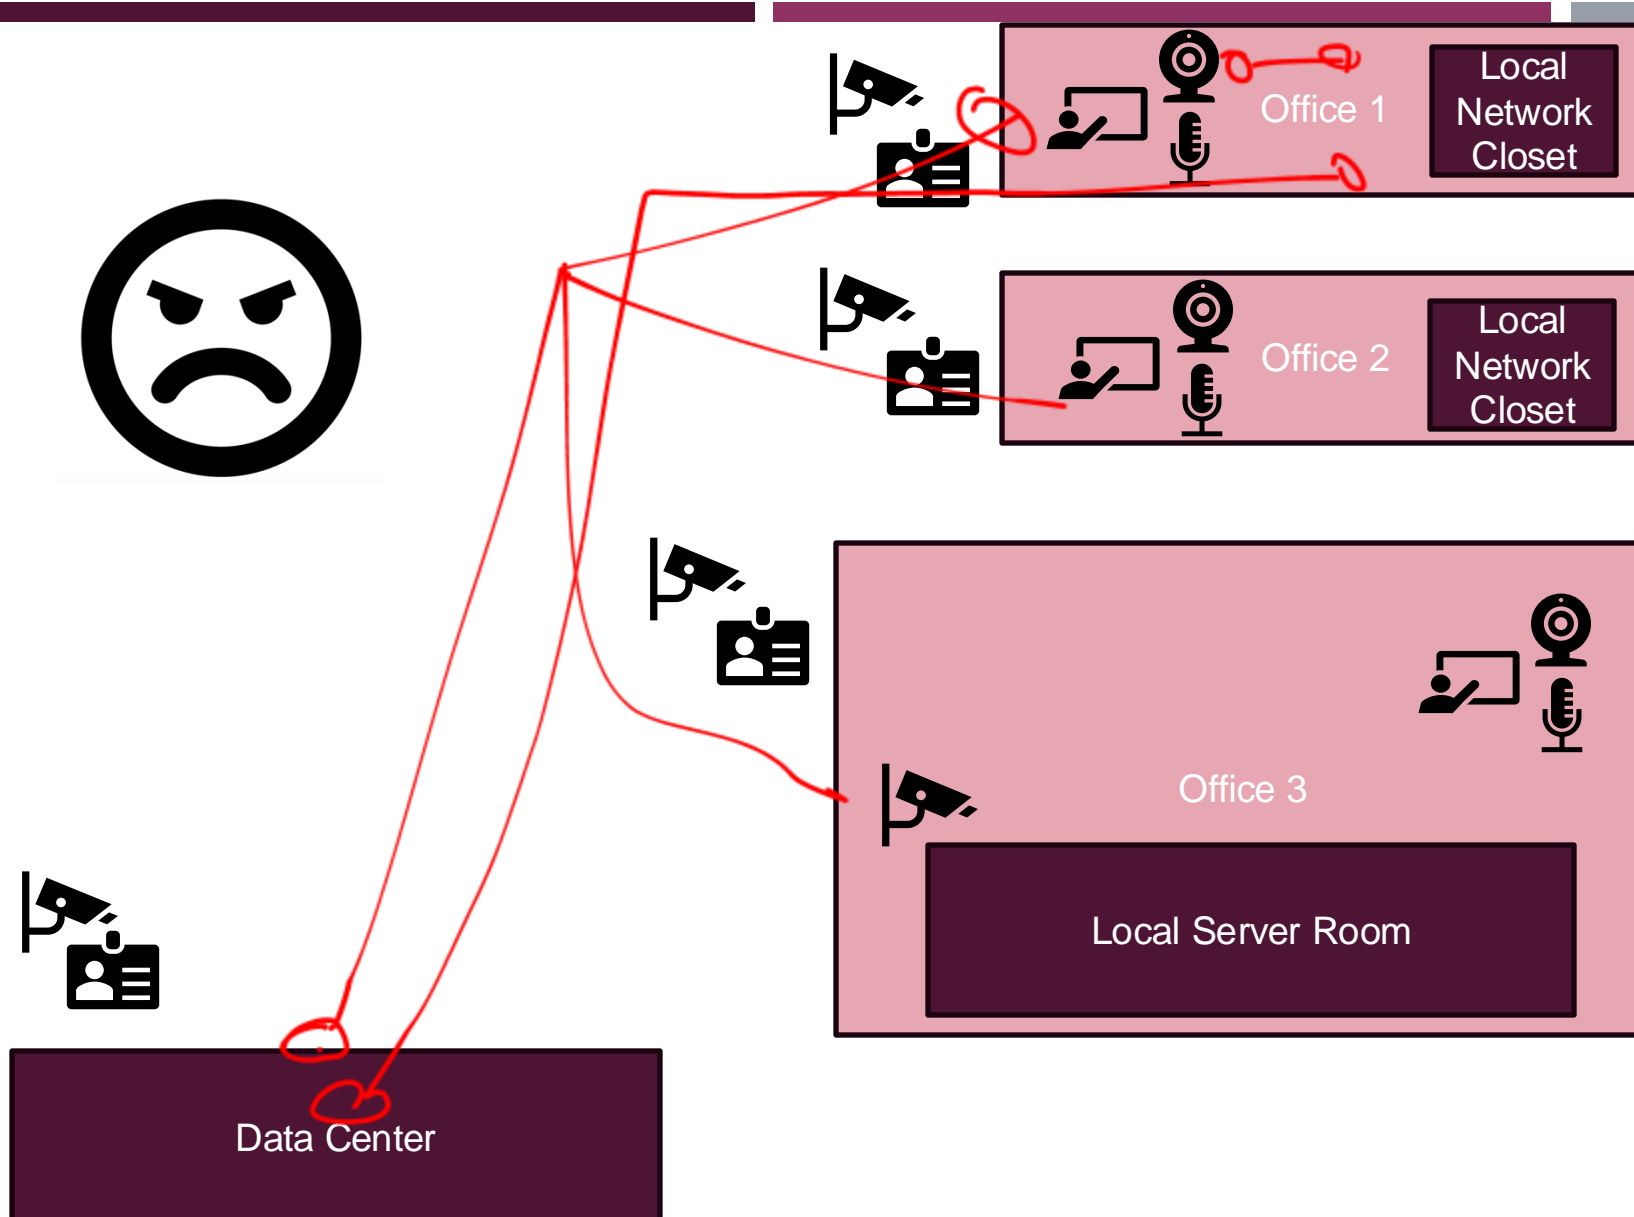 Office 1
Local
Network
Closet
Office 2
Local
Network
Closet
Office 3
Local Server Room
Data Center